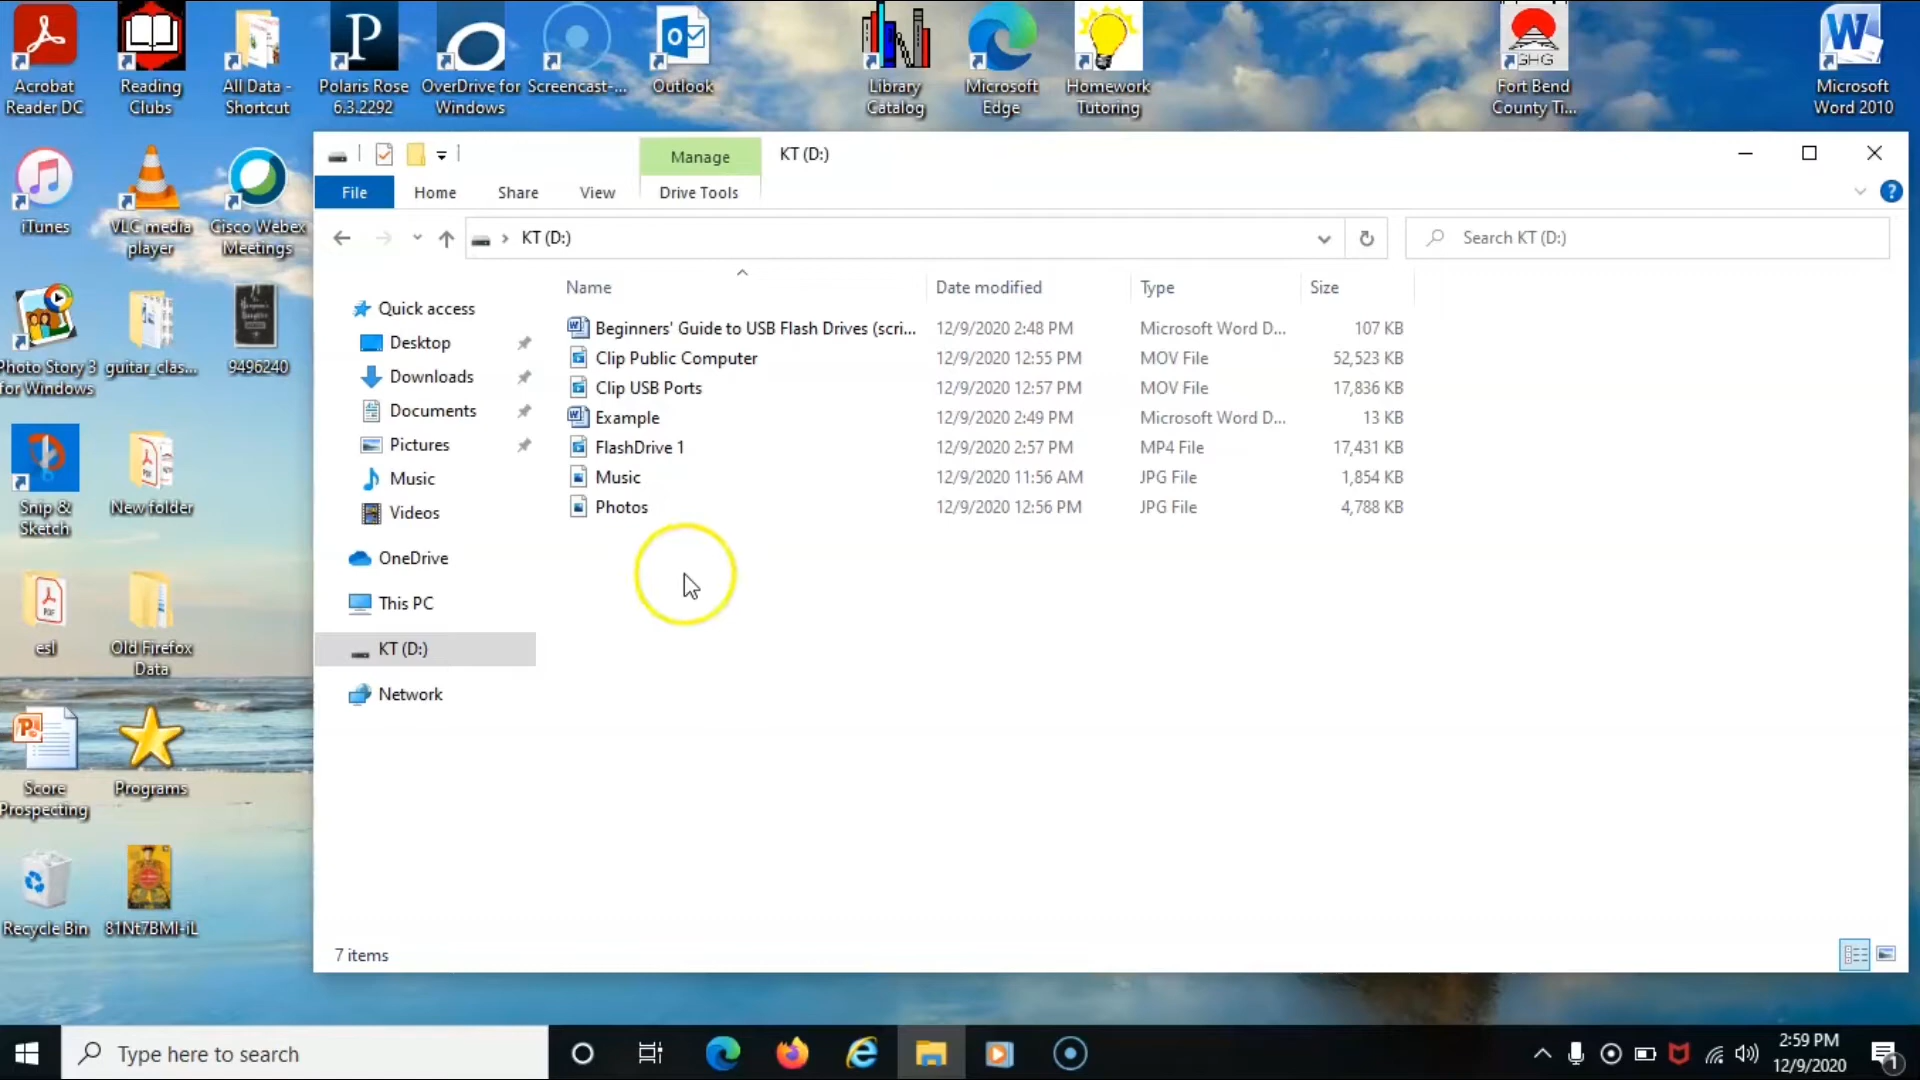 Acrobat
Reader DC
Reading
Clubs
All Data -
Shortcut
Polaris Rose
6.3.2292
OverDrive for
Windows
Screencast-...
Outlook
Library
Catalog
Microsoft
Edge
Homework
Tutoring
GHG
Fort Bend
County Ti...
Microsoft
Word 2010
iTunes
VLC media
player
Cisco Webex
Meetings
Photo Story 3
for Windows
guitar_clas...
9496240
Snip &
Sketch
New folder
esl
Old Firefox
Data
Score
Prospecting
Programs
Recycle Bin
81Nt7BMI-iL
Manage
KT (D:)
File
Home
Share
View
Drive Tools
KT (D:)
Search KT (D:)
Name
Date modified
Type
Size
Quick access
Desktop
Downloads
Documents
Pictures
Music
Videos
OneDrive
This PC
KT (D:)
Network
Beginners' Guide to USB Flash Drives (scri... 12/9/2020 2:48 PM Microsoft Word D... 107 KB
Clip Public Computer 12/9/2020 12:55 PM MOV File 52,523 KB
Clip USB Ports 12/9/2020 12:57 PM MOV File 17,836 KB
Example 12/9/2020 2:49 PM Microsoft Word D... 13 KB
FlashDrive 1 12/9/2020 2:57 PM MP4 File 17,431 KB
Music 12/9/2020 11:56 AM JPG File 1,854 KB
Photos 12/9/2020 12:56 PM JPG File 4,788 KB
7 items
Type here to search
2:59 PM
12/9/2020
1